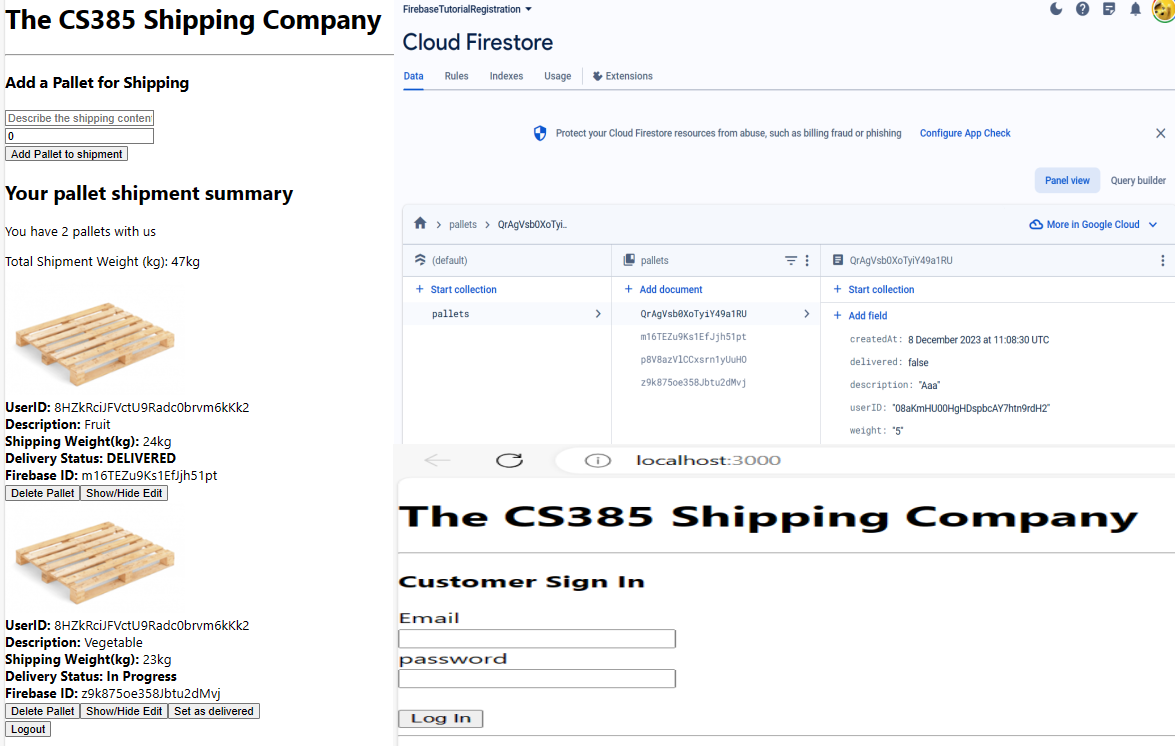 The CS385 Shipping Company
Add a Pallet for Shipping
Describe the shipping content
0
Add Pallet to shipment
Your pallet shipment summary
You have 2 pallets with us
Total Shipment Weight (kg): 47kg
UserID: 8HZkRciJFVctU9Radc0brvm6kKk2
Description: Fruit
Shipping Weight(kg): 24kg
Delivery Status: DELIVERED
Firebase ID: m16TEZu9Ks1EfJjh51pt
Delete Pallet Show/Hide Edit
UserID: 8HZkRciJFVctU9Radc0brvm6kKk2
Description: Vegetable
Shipping Weight(kg): 23kg
Delivery Status: In Progress
Firebase ID: z9k875oe358Jbtu2dMvj
Delete Pallet Show/Hide Edit Set as delivered
Logout
FirebaseTutorialRegistration
Cloud Firestore
Data Rules Indexes Usage Extensions
Protect your Cloud Firestore resources from abuse, such as billing fraud or phishing Configure App Check
Panel view Query builder
pallets QrAgVsb0XoTyi.. More in Google Cloud
(default)
+ Start collection
pallets
pallets
+ Add document
QrAgVsb0XoTyiY49a1RU
m16TEZu9Ks1EfJjh51pt
p8V8azVlCCxsrn1yUuHO
z9k875oe358Jbtu2dMvj
QrAgVsb0XoTyiY49a1RU
+ Start collection
+ Add field
createdAt: 8 December 2023 at 11:08:30 UTC
delivered: false
description: "Aaa"
userID: "08aKmHU00HgHDspbcAY7htn9rdH2"
weight: "5"
localhost:3000
The CS385 Shipping Company
Customer Sign In
Email
password
Log In